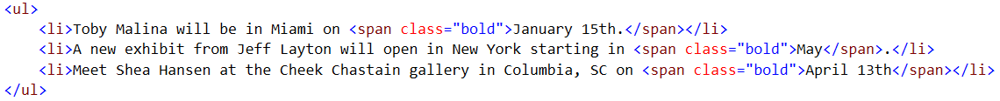 <ul>
<li>Toby Malina will be in Miami on <span class="bold">January 15th.</span></li>
<li>A new exhibit from Jeff Layton will open in New York starting in <span class="bold">May</span>.</li>
<li>Meet Shea Hansen at the Cheek Chastain gallery in Columbia, SC on <span class="bold">April 13th</span></li>
</ul>